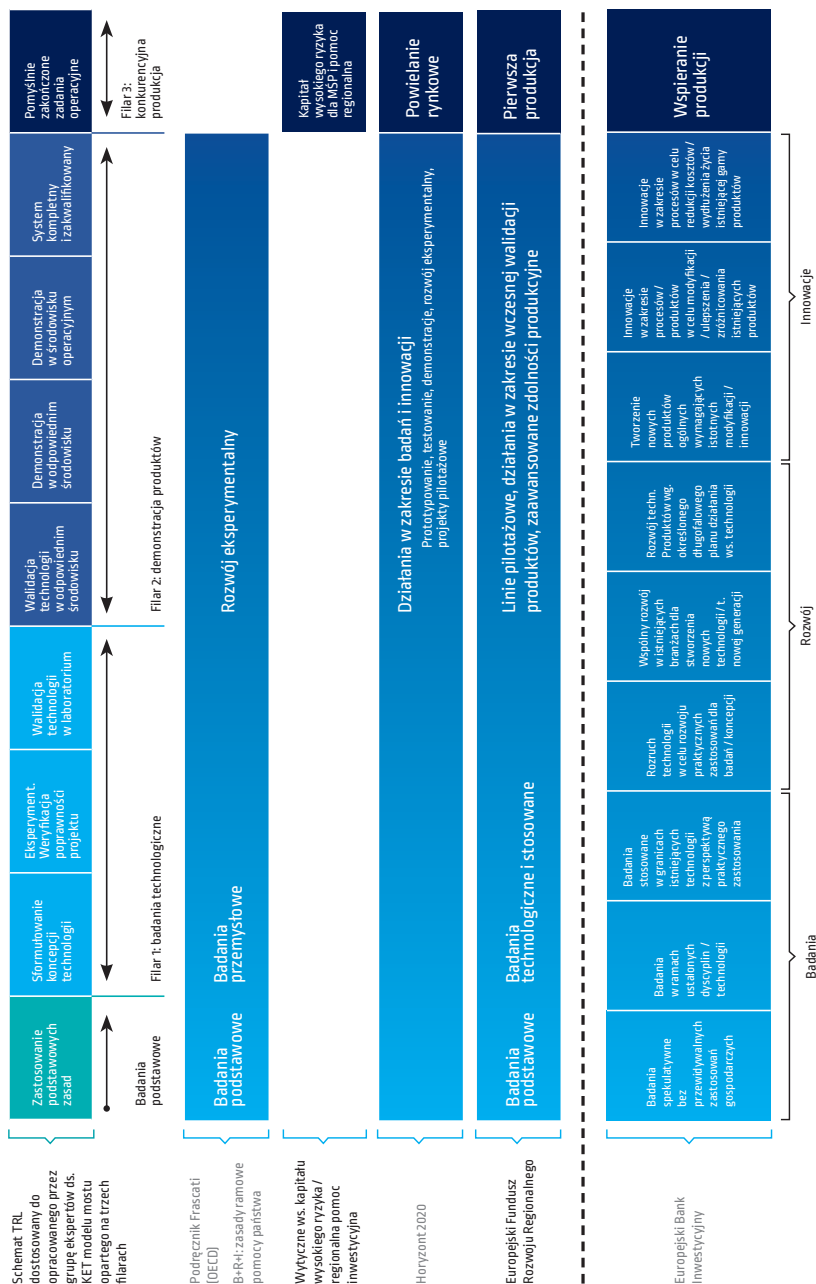 Schemat TRL
dostosowany do
opracowanego przez
grupę ekspertów ds.
KET modelu mostu
opartego na trzech
filarach
Zastosowanie
podstawowych
zasad
Sformułowanie
koncepcji
technologii
Eksperyment.
Weryfikacja
poprawności
projektu
Walidacja
technologii
w laboratorium
Walidacja
technologii
w odpowiednim
środowisku
Demonstracja
w odpowiednim
środowisku
Demonstracja
w środowisku
operacyjnym
System
kompletny
i zakwalifikowany
Pomyślnie
zakończone
zadania
operacyjne
Badania
podstawowe
Filar 1: badania technologiczne
Filar 2: demonstracja produktów
Filar 3:
konkurencyjna
produkcja
Podręcznik Frascati
[OECD]
B+R+I: zasady ramowe
pomocy państwa
Badania
podstawowe
Badania
przemysłowe
Rozwój eksperymentalny
Wytyczne ws. kapitału
wysokiego ryzyka /
regionalna pomoc
inwestycyjna
Kapitał
wysokiego ryzyka
dla MŚP i pomoc
regionalna
Horyzont 2020
Działania w zakresie badań i innowacji
Prototypowanie, testowanie, demonstracje, rozwój eksperymentalny,
projekty pilotażowe
Powielanie
rynkowe
Europejski Fundusz
Rozwoju Regionalnego
Badania
podstawowe
Badania
technologiczne i stosowane
Linie pilotażowe, działania w zakresie wczesnej walidacji
produktów, zaawansowane zdolności produkcyjne
Pierwsza
produkcja
Europejski Bank
Inwestycyjny
Badania
spekulatywne
bez
przewidywalnych
zastosowań
gospodarczych
Badania
w ramach
ustalonych
dyscyplin /
technologii
Badania
stosowane
w granicach
istniejących
technologii
z perspektywą
praktycznego
zastosowania
Rozruch
technologii
w celu rozwoju
praktycznych
zastosowań dla
badań / koncepcji
Wspólny rozwój
w istniejących
branżach dla
stworzenia
nowych
technologii / t.
nowej generacji
Rozwój techn.
Produktów wg.
określonego
długofalowego
planu działania
ws. technologii
Tworzenie
nowych
produktów
ogólnych
wymagających
istotnych
modyfikacji /
innowacji
Innowacje
w zakresie
procesów /
produktów
w celu modyfikacji
/ ulepszenia /
zróżnicowania
istniejących
produktów
Innowacje
w zakresie
procesów w celu
redukcji kosztów /
wydłużenia życia
istniejącej gamy
produktów
Wspieranie
produkcji
Badania
Rozwój
Innowacje